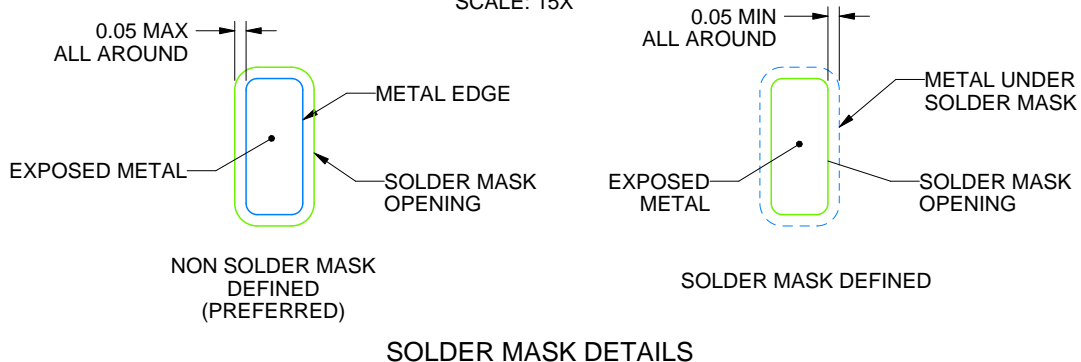 SCALE: 15X
0.05 MAX
ALL AROUND
METAL EDGE
EXPOSED METAL
SOLDER MASK
OPENING
NON SOLDER MASK
DEFINED
(PREFERRED)
0.05 MIN
ALL AROUND
METAL UNDER
SOLDER MASK
EXPOSED
METAL
SOLDER MASK
OPENING
SOLDER MASK DEFINED
SOLDER MASK DETAILS